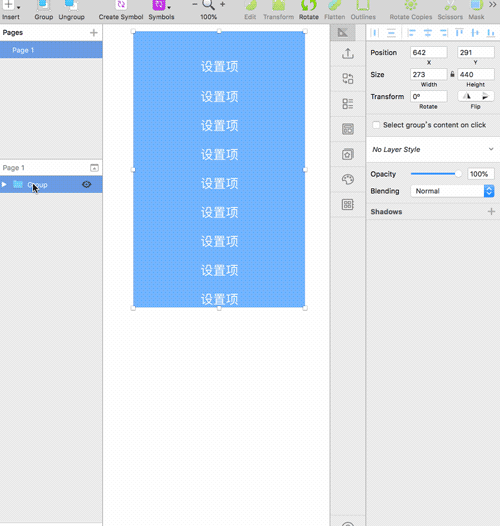 Insert Group Ungroup Create Symbol Symbols 100% Edit Transform Rotate Flatten Outlines Rotate Copies Scissors Mask
Pages
Page 1
Page 1
设置项
设置项
设置项
设置项
设置项
设置项
设置项
设置项
设置项
Position 642 291
X Y
Size 273 440
Width Height
Transform 0°
Rotate Flip
Select group's content on click
No Layer Style
Opacity 100%
Blending Normal
Shadows